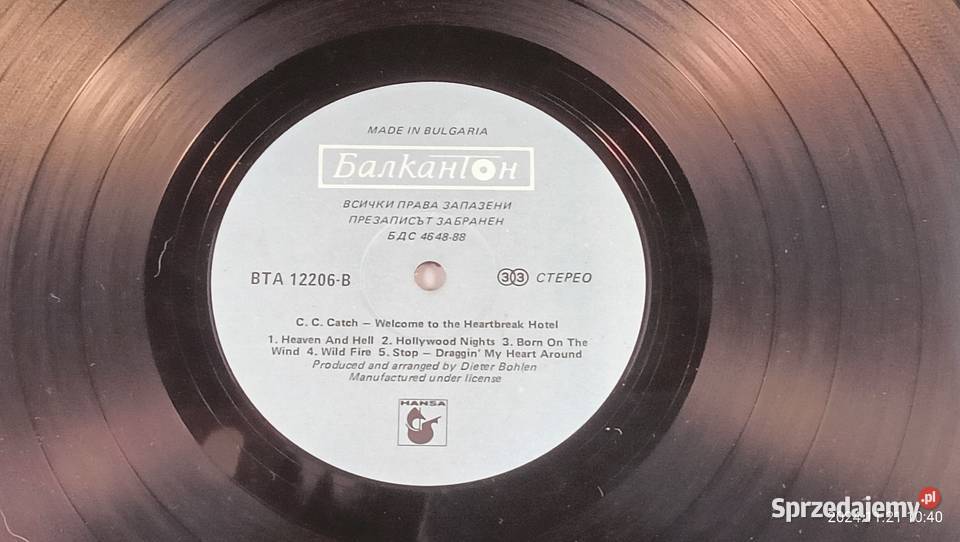 MADE IN BULGARIA
Балкантон
ВСИЧКИ ПРАВА ЗАПАЗЕНИ
ПРЕЗАПИСЪТ ЗАБРАНЕН
БДС 4648-88
ВТА 12206-В
33 СТЕРЕО
C. C. Catch – Welcome to the Heartbreak Hotel
1. Heaven And Hell 2. Hollywood Nights 3. Born On The
Wind 4. Wild Fire 5. Stop – Draggin' My Heart Around
Produced and arranged by Dieter Bohlen
Manufactured under license
HANSA
Sprzedajemy.pl
10:40